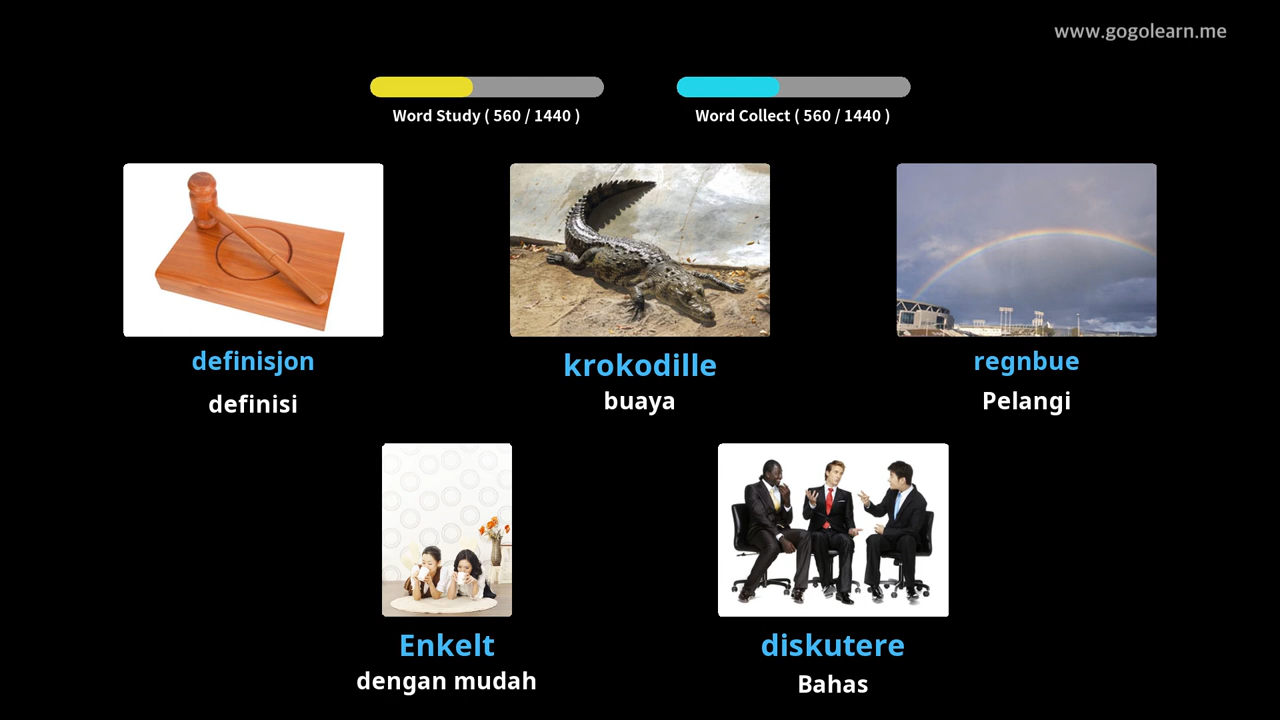 www.gogolearn.me
Word Study ( 560 / 1440 )
Word Collect ( 560 / 1440 )
definisjon
definisi
krokodille
buaya
regnbue
Pelangi
Enkelt
dengan mudah
diskutere
Bahas